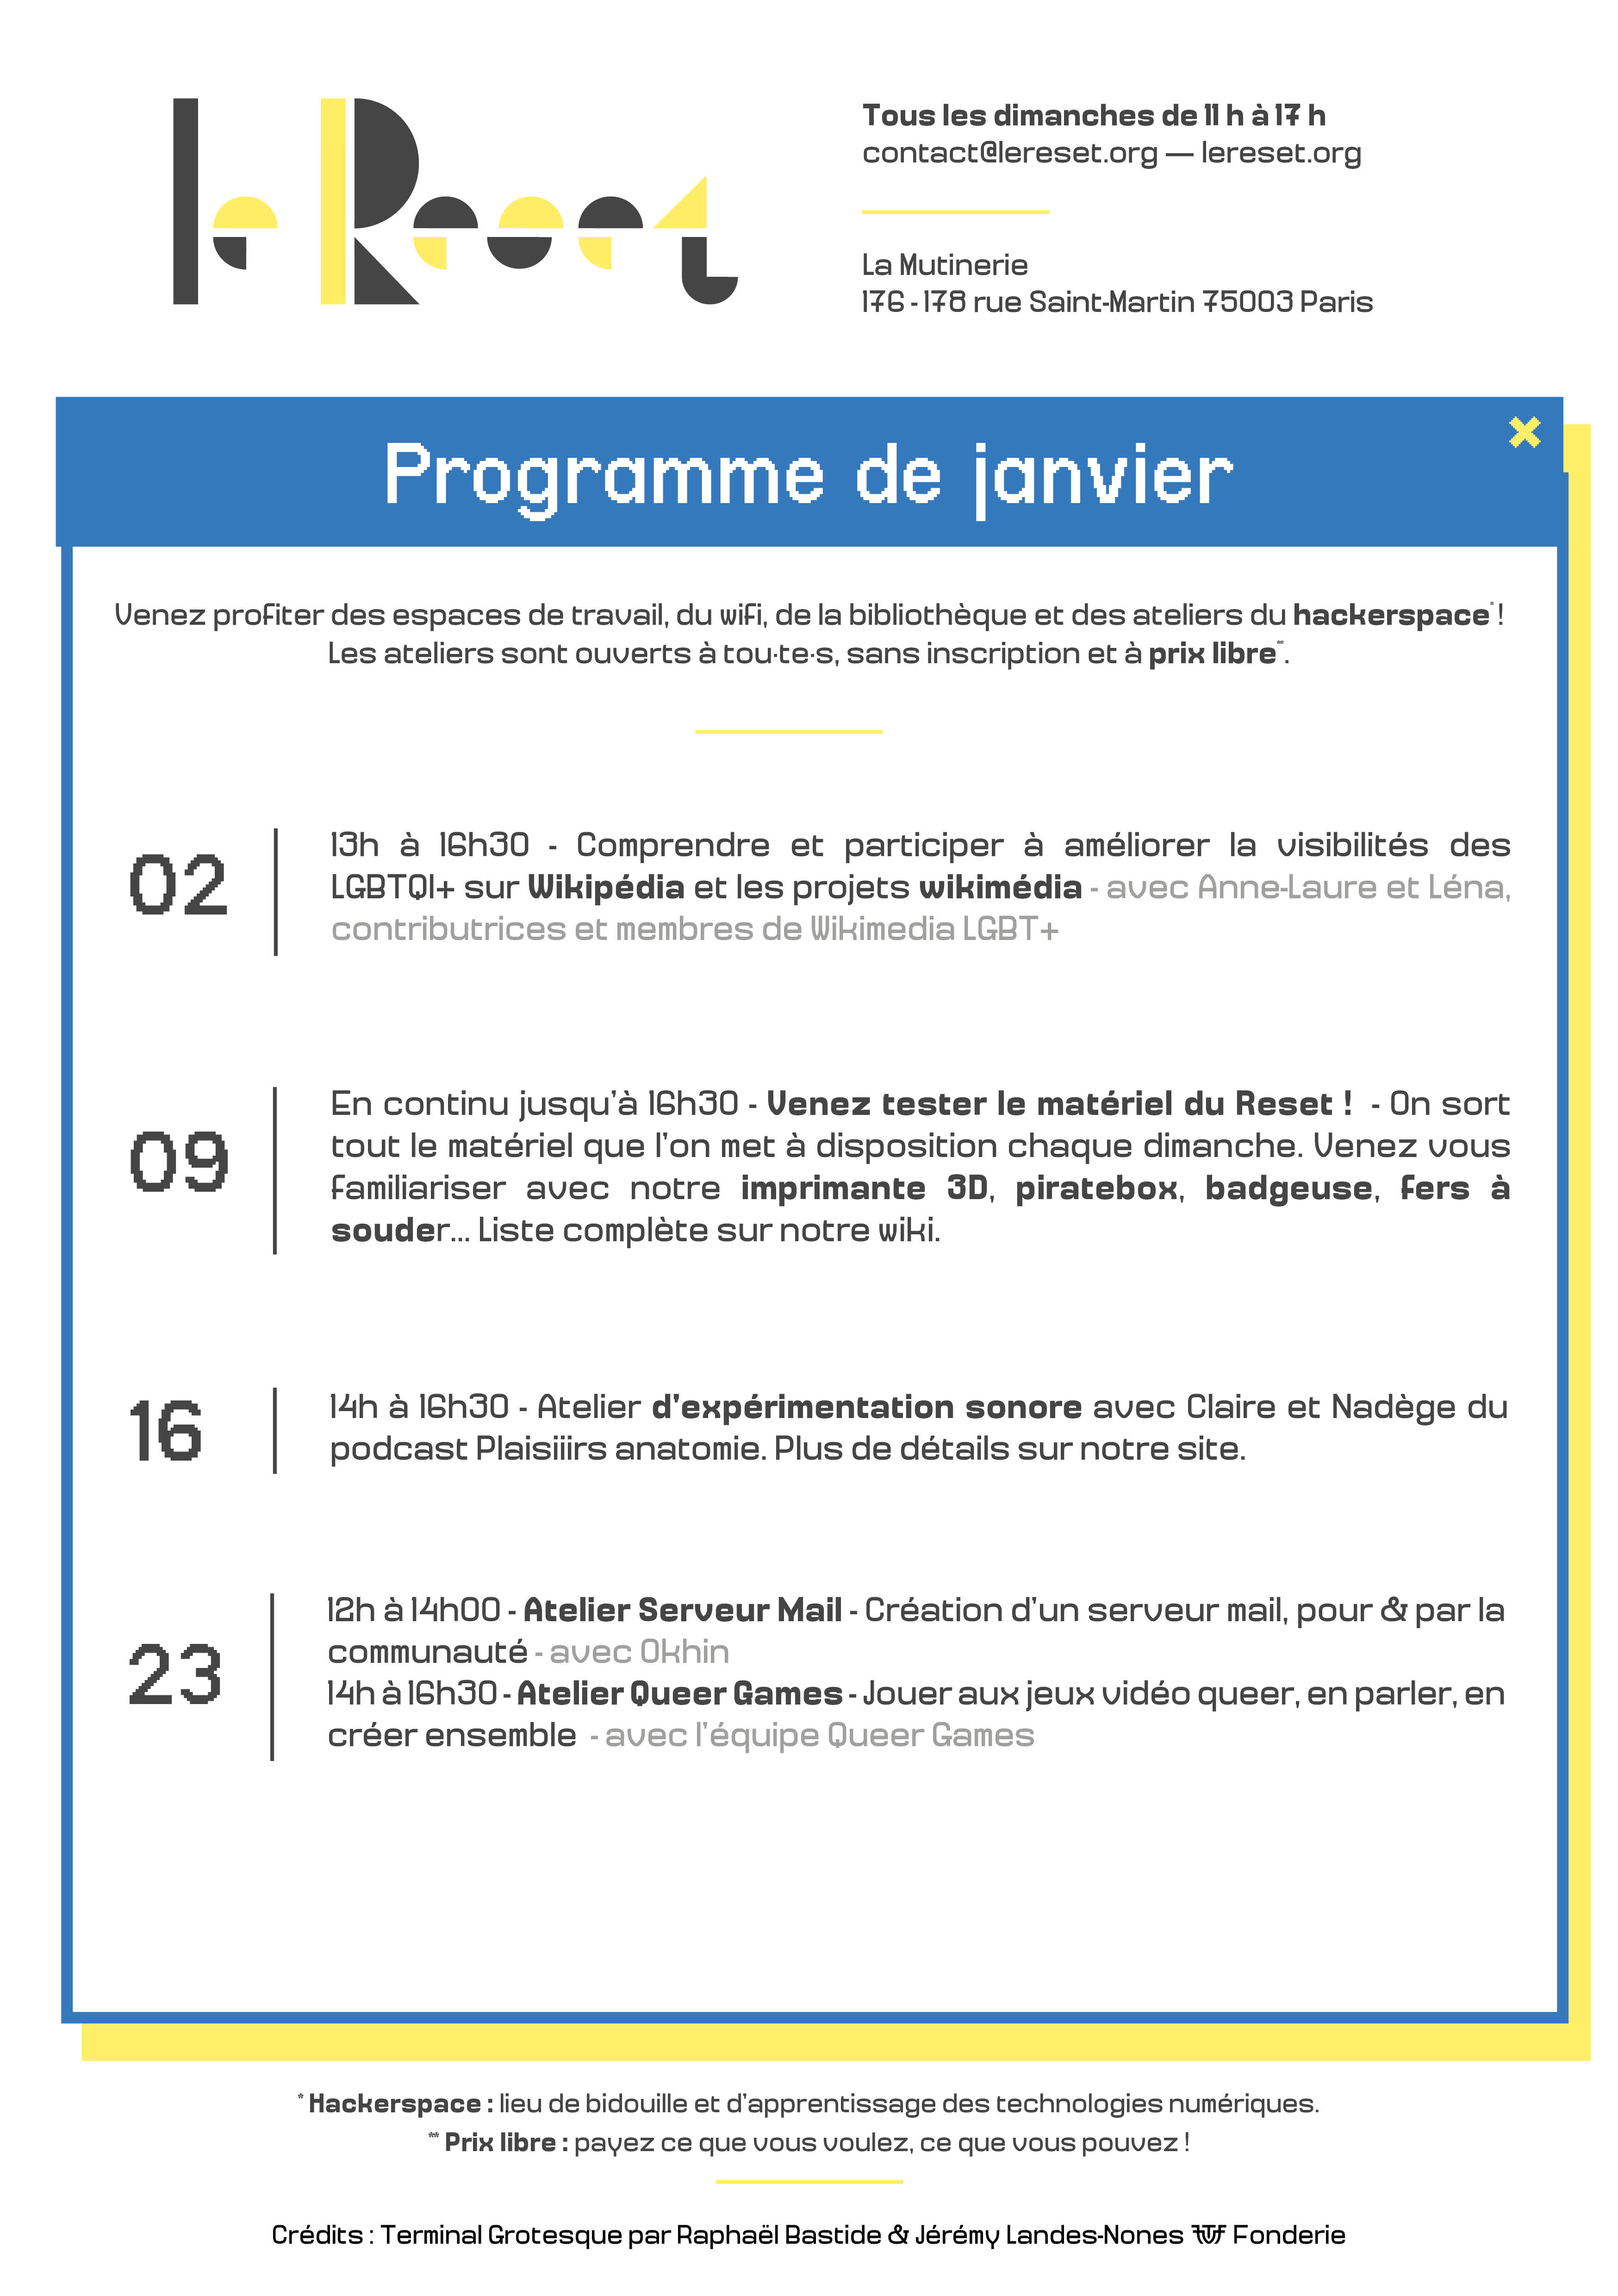 le Reset
Tous les dimanches de 11 h à 17 h
contact@lereset.org — lereset.org
La Mutinerie
176 - 178 rue Saint-Martin 75003 Paris
Programme de janvier
Venez profiter des espaces de travail, du wifi, de la bibliothèque et des ateliers du hackerspace* !
Les ateliers sont ouverts à tou·te·s, sans inscription et à prix libre**.
02
13h à 16h30 - Comprendre et participer à améliorer la visibilités des
LGBTQI+ sur Wikipédia et les projets wikimédia - avec Anne-Laure et Léna,
contributrices et membres de Wikimedia LGBT+
09
En continu jusqu'à 16h30 - Venez tester le matériel du Reset ! - On sort
tout le matériel que l'on met à disposition chaque dimanche. Venez vous
familiariser avec notre imprimante 3D, piratebox, badgeuse, fers à
souder... Liste complète sur notre wiki.
16
14h à 16h30 - Atelier d'expérimentation sonore avec Claire et Nadège du
podcast Plaisiiirs anatomie. Plus de détails sur notre site.
23
12h à 14h00 - Atelier Serveur Mail - Création d'un serveur mail, pour & par la
communauté - avec Okhin
14h à 16h30 - Atelier Queer Games - Jouer aux jeux vidéo queer, en parler, en
créer ensemble - avec l'équipe Queer Games
* Hackerspace : lieu de bidouille et d'apprentissage des technologies numériques.
** Prix libre : payez ce que vous voulez, ce que vous pouvez !
Crédits : Terminal Grotesque par Raphaël Bastide & Jérémy Landes-Nones VTF Fonderie